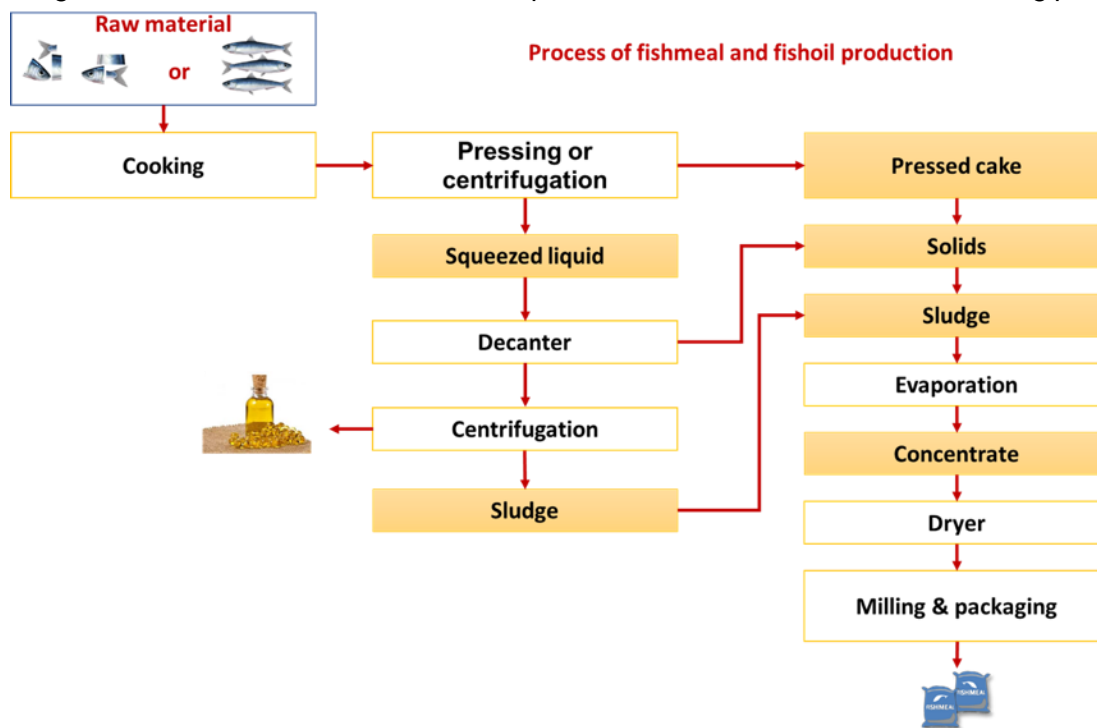 Raw material
or
Process of fishmeal and fishoil production
Cooking
Pressing or
centrifugation
Pressed cake
Squeezed liquid
Solids
Decanter
Sludge
Evaporation
Centrifugation
Concentrate
Sludge
Dryer
Milling & packaging
FISHMEAL